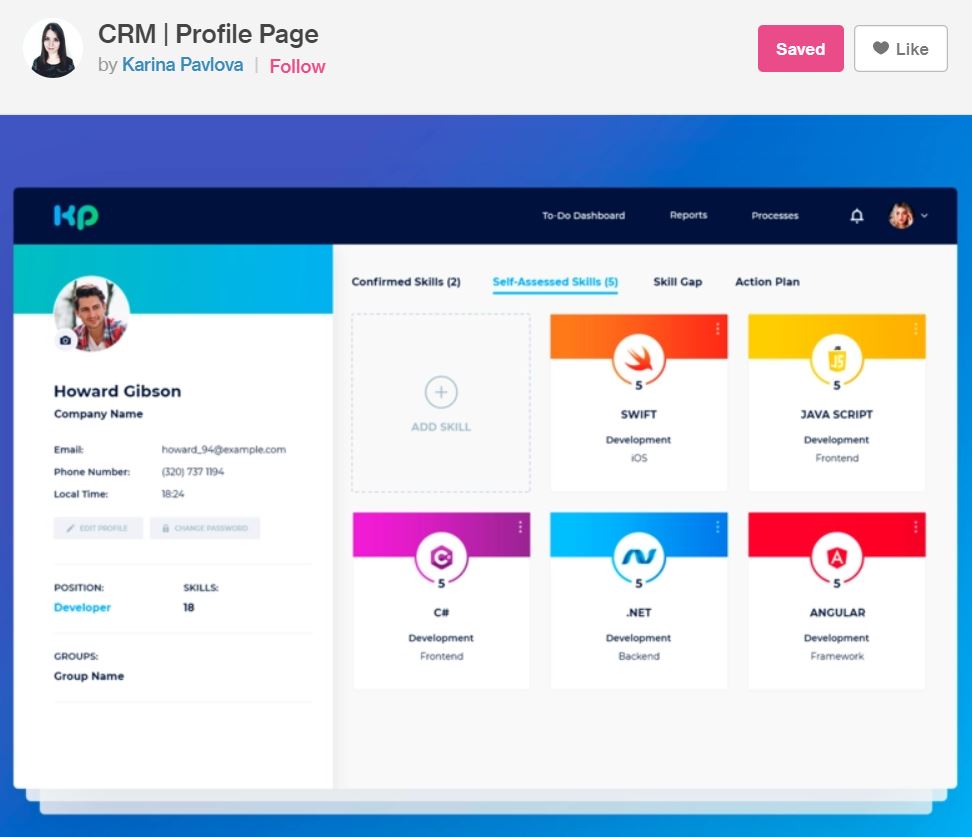 CRM | Profile Page
by Karina Pavlova | Follow
Saved
Like
KP
To-Do Dashboard
Reports
Processes
Howard Gibson
Company Name
Email: howard_94@example.com
Phone Number: (320) 737 1194
Local Time: 18:24
EDIT PROFILE
CHANGE PASSWORD
POSITION: SKILLS:
Developer 18
GROUPS:
Group Name
Confirmed Skills (2)
Self-Assessed Skills (5)
Skill Gap
Action Plan
ADD SKILL
5
SWIFT
Development
iOS
JS
5
JAVA SCRIPT
Development
Frontend
C#
5
C#
Development
Frontend
5
.NET
Development
Backend
A
5
ANGULAR
Development
Framework